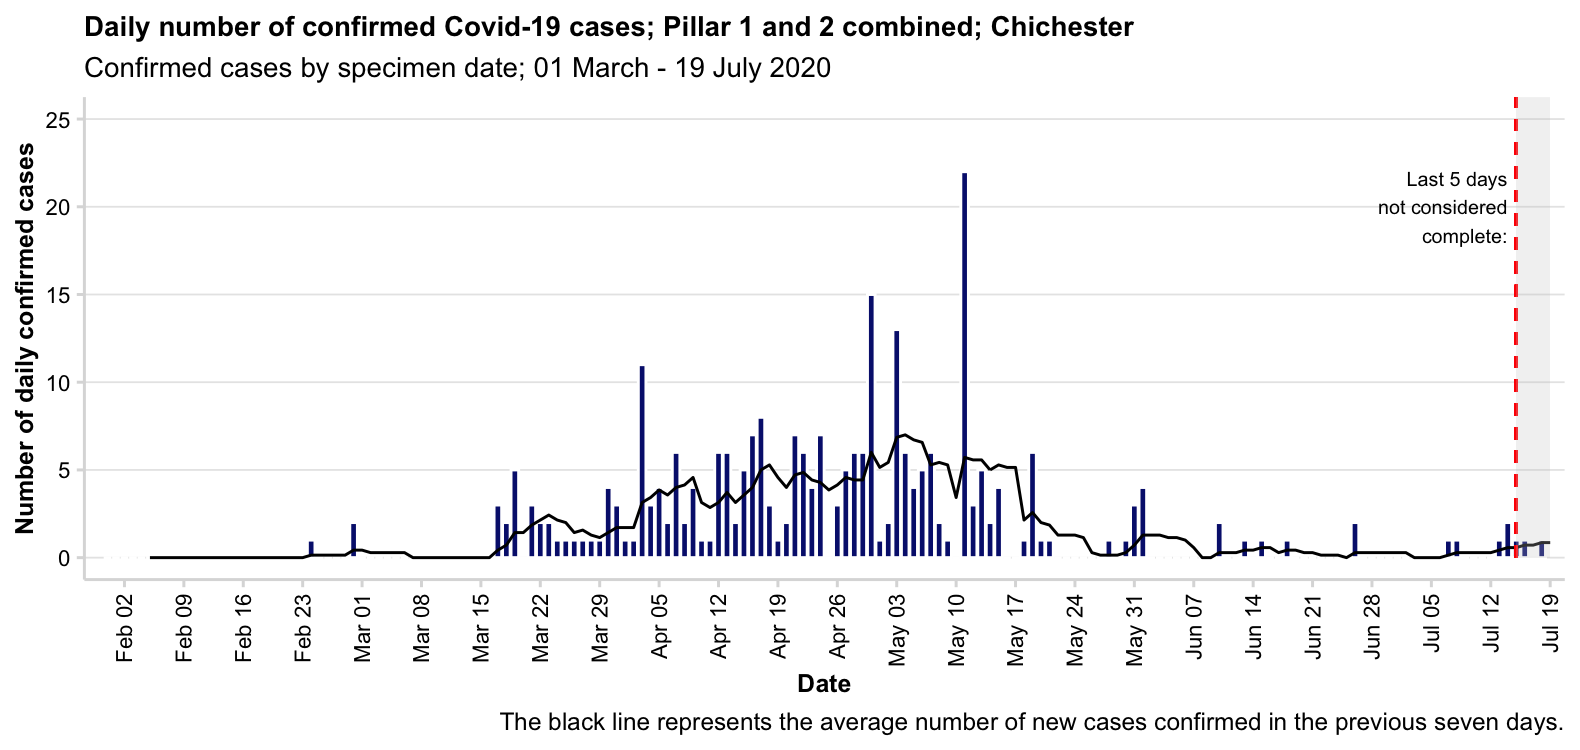 Daily number of confirmed Covid-19 cases; Pillar 1 and 2 combined; Chichester
Confirmed cases by specimen date; 01 March - 19 July 2020
Number of daily confirmed cases
25
20
15
10
5
0
Last 5 days
not considered
complete:
Feb 02
Feb 09
Feb 16
Feb 23
Mar 01
Mar 08
Mar 15
Mar 22
Mar 29
Apr 05
Apr 12
Apr 19
Apr 26
May 03
May 10
May 17
May 24
May 31
Jun 07
Jun 14
Jun 21
Jun 28
Jul 05
Jul 12
Jul 19
Date
The black line represents the average number of new cases confirmed in the previous seven days.